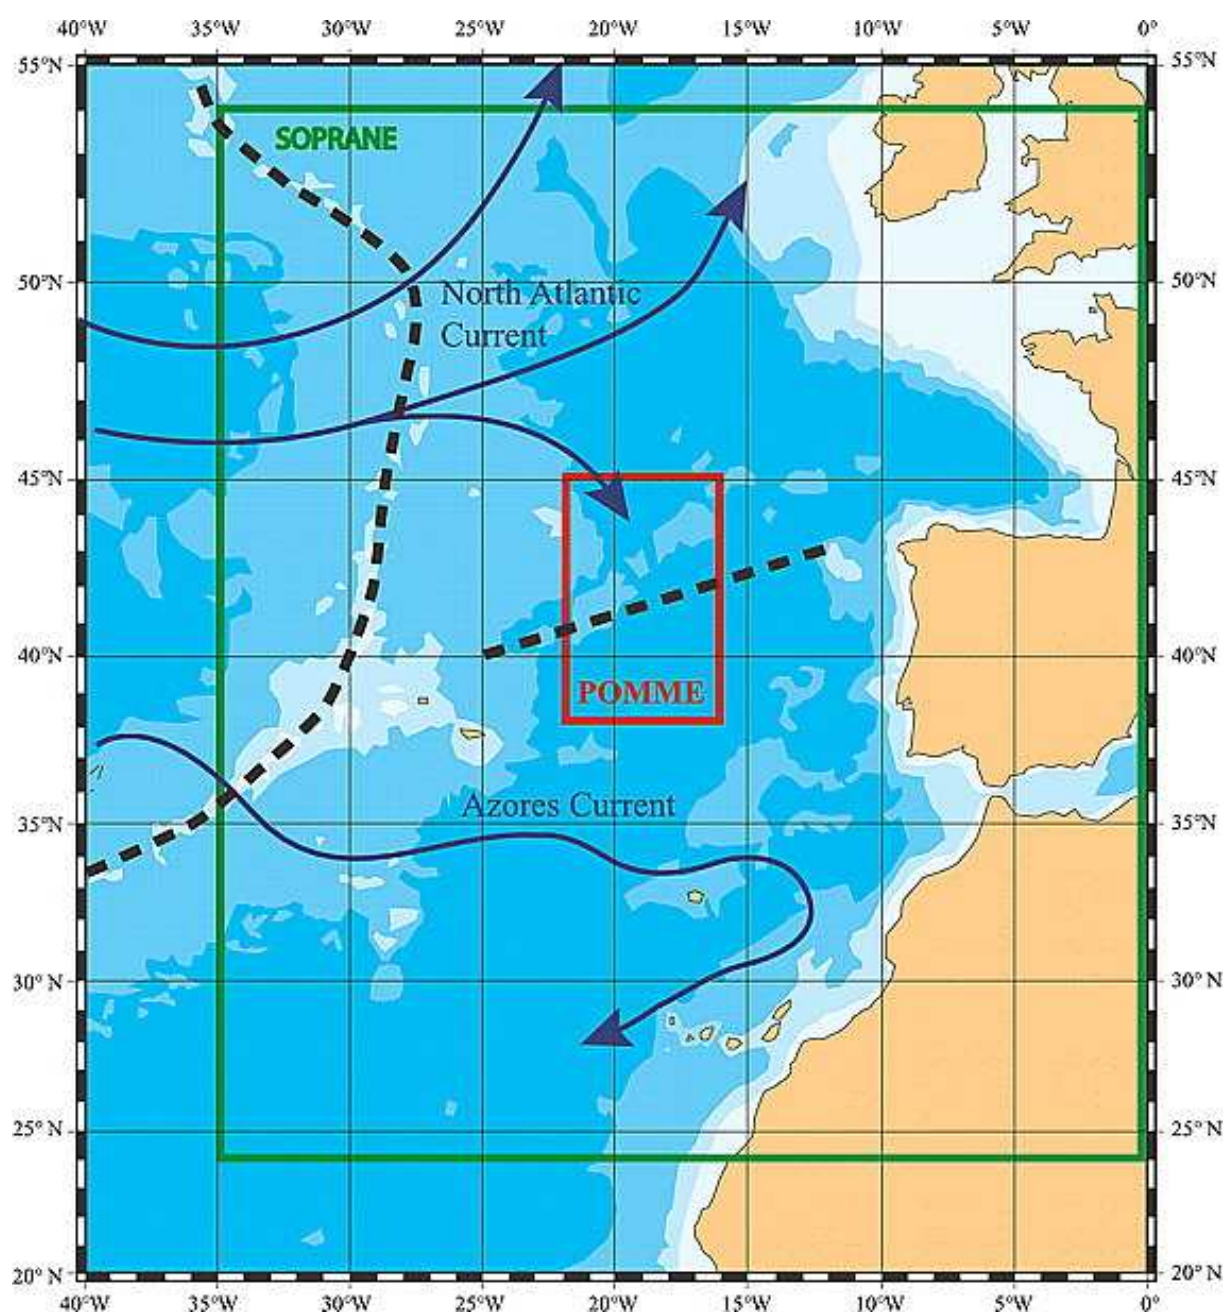 40°W 35°W 30°W 25°W 20°W 15°W 10°W 5°W 0°
55°N 55°N
SOPRANE
50°N 50°N
North Atlantic
Current
45°N 45°N
40°N 40°N
POMME
Azores Current
35°N 35°N
30° N 30° N
25° N 25° N
20° N 20° N
40°W 35°W 30°W 25°W 20°W 15°W 10°W 5°W 0°